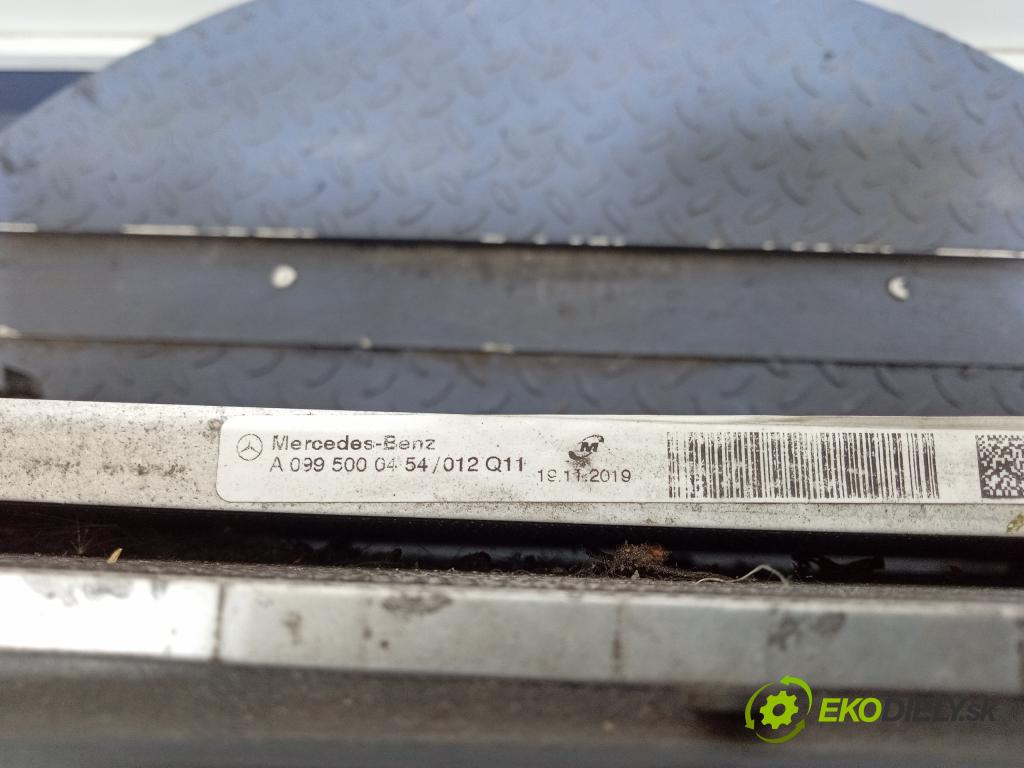 Mercedes-Benz
A 099 500 04 54/012 Q11
M
19.11.2019
EKODIELY.sk